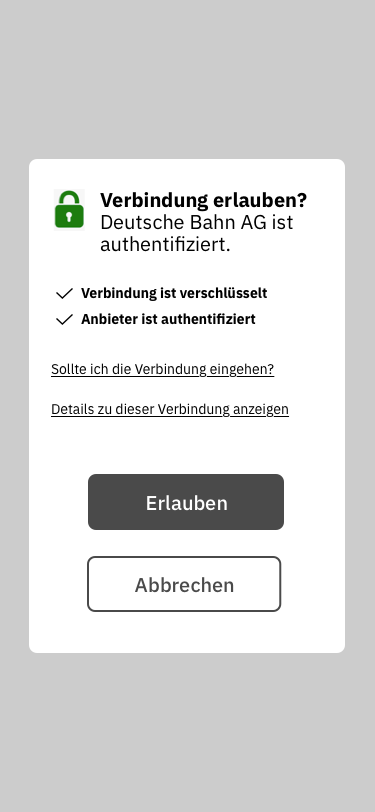 Verbindung erlauben?
Deutsche Bahn AG ist
authentifiziert.
Verbindung ist verschlüsselt
Anbieter ist authentifiziert
Sollte ich die Verbindung eingehen?
Details zu dieser Verbindung anzeigen
Erlauben
Abbrechen